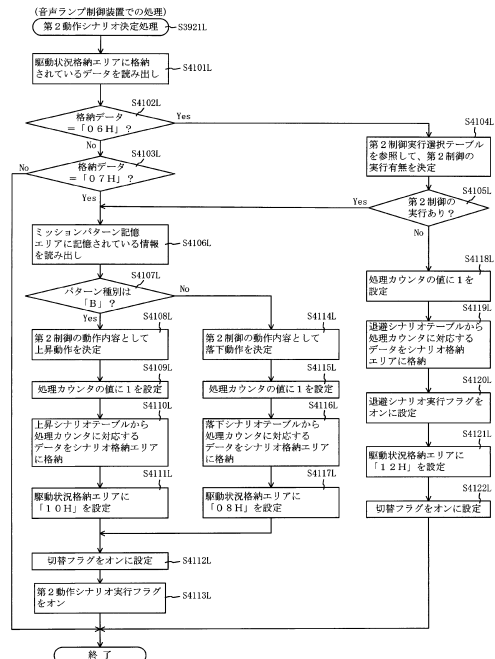 (音声ランプ制御装置での処理)
第2動作シナリオ決定処理
S3921L
駆動状況格納エリアに格納
されているデータを読み出し
S4101L
S4102L
格納データ
=「06H」?
Yes
No
S4103L
格納データ
=「07H」?
No
Yes
S4104L
第2制御実行選択テーブル
を参照して、第2制御の
実行有無を決定
S4105L
第2制御の
実行あり?
Yes
No
ミッションパターン記憶
エリアに記憶されている情報
を読み出し
S4106L
S4107L
パターン種別は
「B」?
No
Yes
S4108L
第2制御の動作内容として
上昇動作を決定
S4109L
処理カウンタの値に1を設定
S4110L
上昇シナリオテーブルから
処理カウンタに対応する
データをシナリオ格納エリア
に格納
S4111L
駆動状況格納エリアに
「10H」を設定
S4114L
第2制御の動作内容として
落下動作を決定
S4115L
処理カウンタの値に1を設定
S4116L
落下シナリオテーブルから
処理カウンタに対応する
データをシナリオ格納エリア
に格納
S4117L
駆動状況格納エリアに
「08H」を設定
S4118L
処理カウンタの値に1を
設定
S4119L
退避シナリオテーブルから
処理カウンタに対応する
データをシナリオ格納
エリアに格納
S4120L
退避シナリオ実行フラグ
をオンに設定
S4121L
駆動状況格納エリアに
「12H」を設定
S4122L
切替フラグをオンに設定
切替フラグをオンに設定
S4112L
第2動作シナリオ実行フラグ
をオン
S4113L
終了